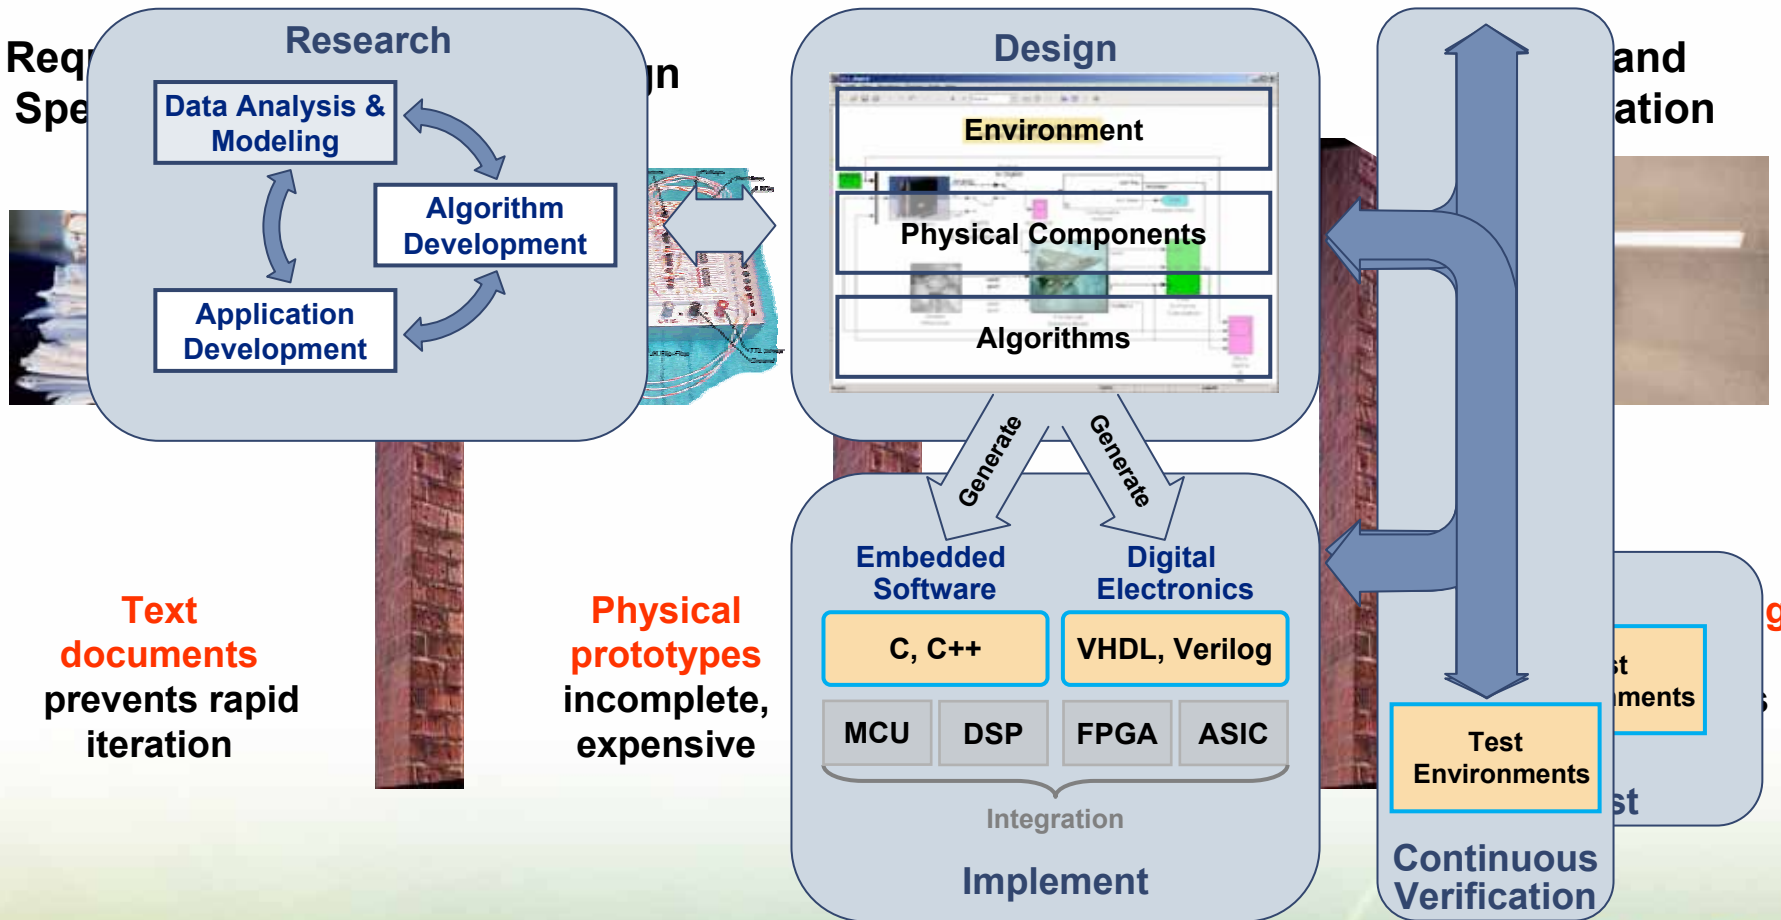 Research
Data Analysis &
Modeling
Algorithm
Development
Application
Development
Design
Environment
Physical Components
Algorithms
Generate
Generate
Embedded
Software
Digital
Electronics
C, C++
VHDL, Verilog
MCU
DSP
FPGA
ASIC
Integration
Implement
and
Text
documents
prevents rapid
iteration
Physical
prototypes
incomplete,
expensive
Test
Environments
Continuous
Verification